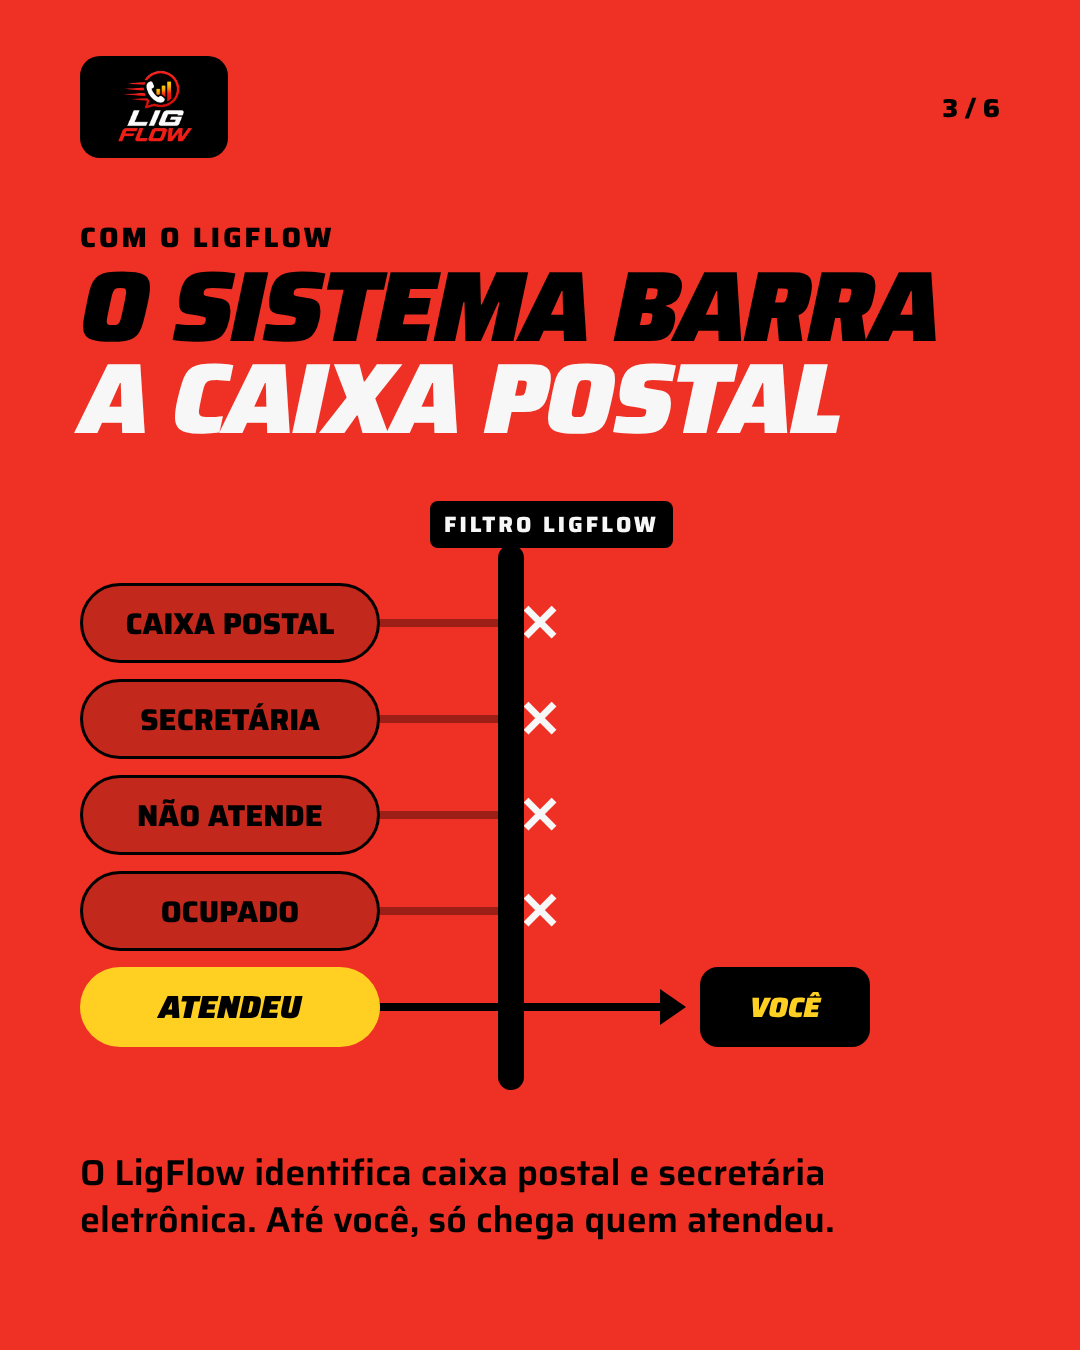 LIG
FLOW
3 / 6
COM O LIGFLOW
O SISTEMA BARRA
A CAIXA POSTAL
FILTRO LIGFLOW
CAIXA POSTAL
SECRETÁRIA
NÃO ATENDE
OCUPADO
ATENDEU
VOCÊ
O LigFlow identifica caixa postal e secretária
eletrônica. Até você, só chega quem atendeu.